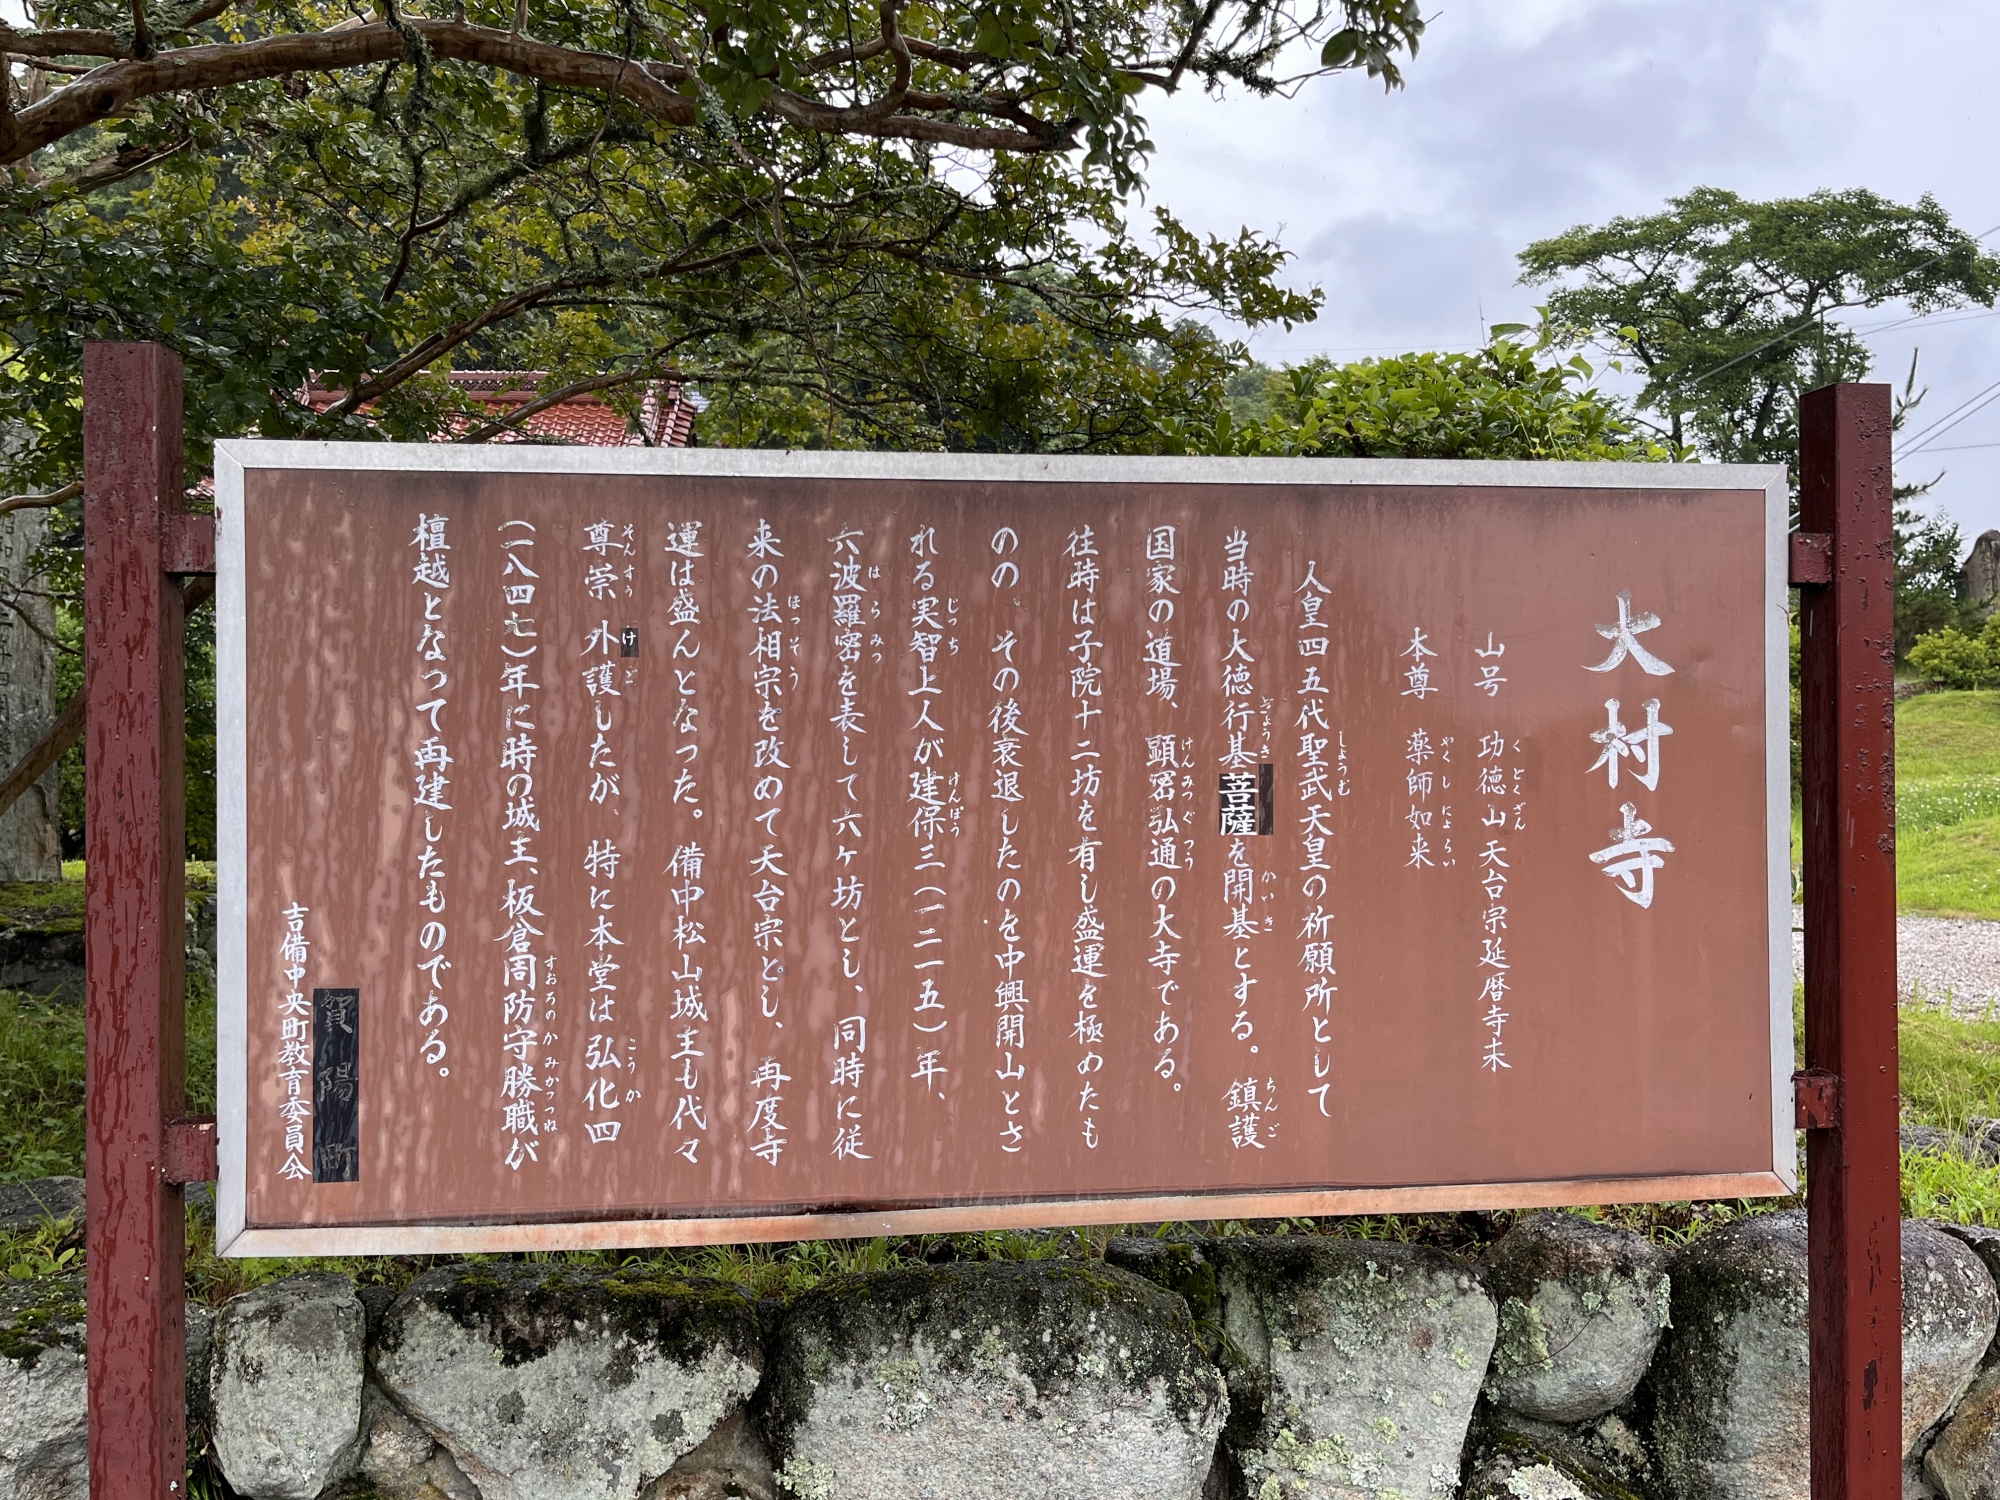 大村寺
山号　功徳山天台宗延暦寺末
本尊　薬師如来
人皇四五代聖武天皇の祈願所として
当時の大徳行基菩薩を開基とする。鎮護
国家の道場、顕密弘通の大寺である。
往時は子院十二坊を有し盛運を極めたも
のの、その後衰退したのを中興開山とさ
れる実智上人が建保三（一二一五）年、
六波羅密を表して六ヶ坊とし、同時に従
来の法相宗を改めて天台宗とし、再度寺
運は盛んとなった。備中松山城主も代々
尊崇外護したが、特に本堂は弘化四
（一八四七）年に時の城主、板倉周防守勝職が
檀越となって再建したものである。
賀陽町
吉備中央町教育委員会